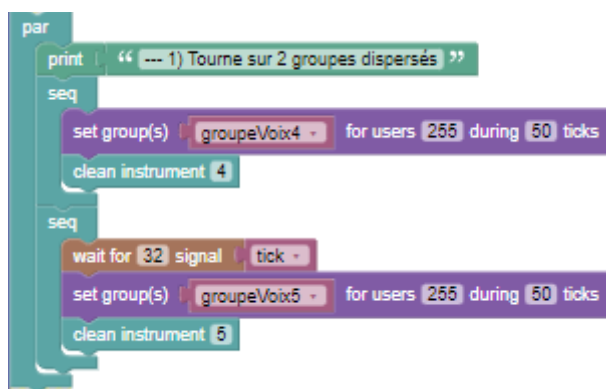 par
print “ --- 1) Tourne sur 2 groupes dispersés ”
seq
set group(s) groupeVoix4 for users 255 during 50 ticks
clean instrument 4
seq
wait for 32 signal tick
set group(s) groupeVoix5 for users 255 during 50 ticks
clean instrument 5